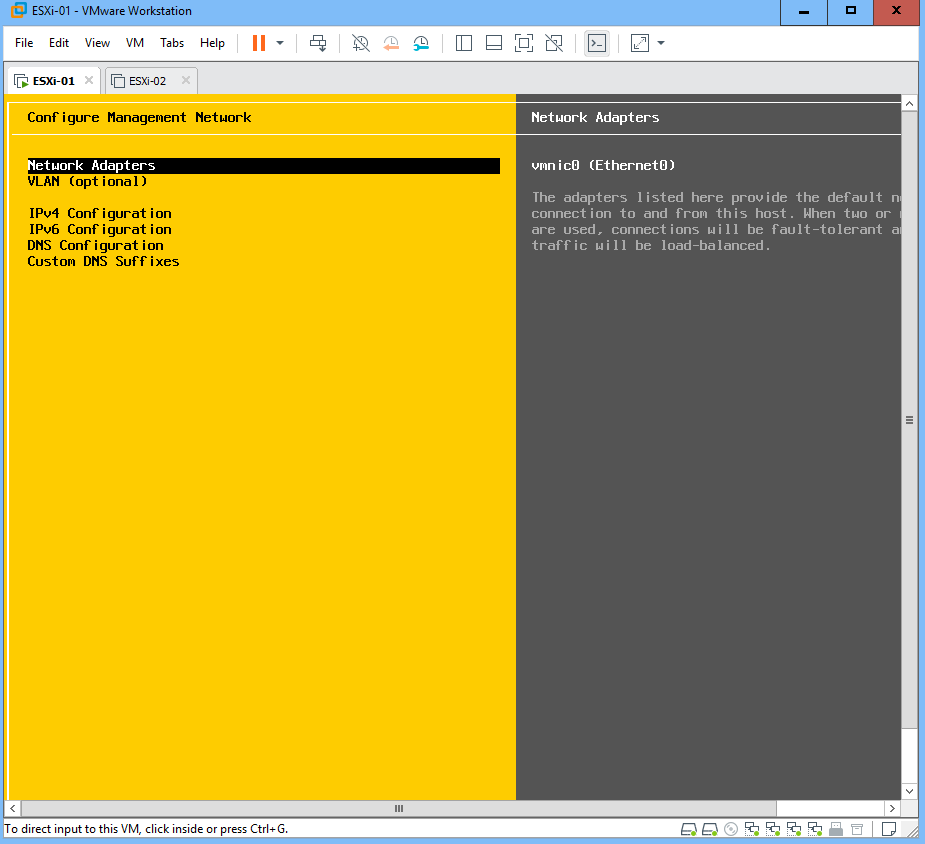 ESXi-01 - VMware Workstation
File Edit View VM Tabs Help
ESXi-01 ESXi-02
Configure Management Network
Network Adapters
VLAN (optional)
IPv4 Configuration
IPv6 Configuration
DNS Configuration
Custom DNS Suffixes
Network Adapters
vmnic0 (Ethernet0)
The adapters listed here provide the default
connection to and from this host. When two or
are used, connections will be fault-tolerant
traffic will be load-balanced.
To direct input to this VM, click inside or press Ctrl+G.